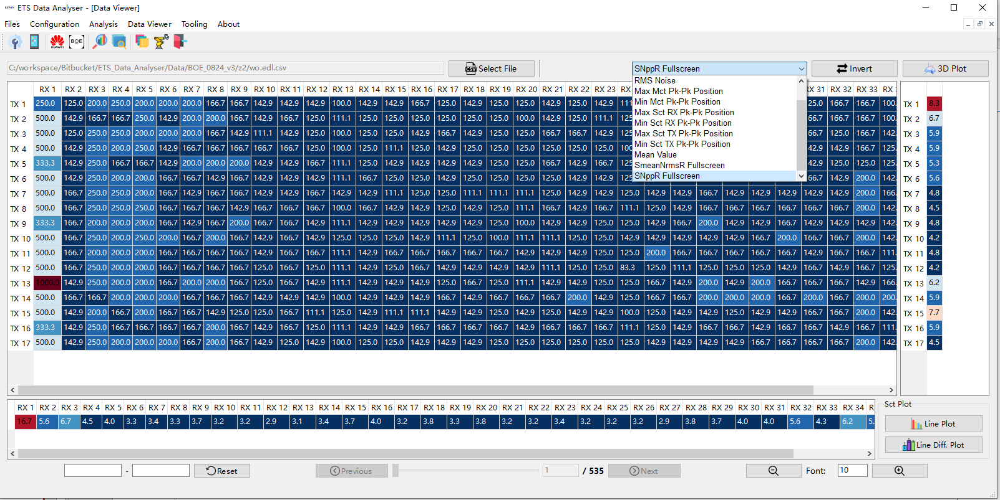 ESWIN ETS Data Analyser - [Data Viewer]
Files Configuration Analysis Data Viewer Tooling About
HUAWEI BOE
C:/workspace/Bitbucket/ETS_Data_Analyser/Data/BOE_0824_v3/z2/wo.edl.csv CSV Select File SNppR Fullscreen Invert 3D Plot
RMS Noise
Max Mct Pk-Pk Position
Min Mct Pk-Pk Position
Max Sct RX Pk-Pk Position
Min Sct RX Pk-Pk Position
Max Sct TX Pk-Pk Position
Min Sct TX Pk-Pk Position
Mean Value
SmeanNrmsR Fullscreen
SNppR Fullscreen
RX 1 RX 2 RX 3 RX 4 RX 5 RX 6 RX 7 RX 8 RX 9 RX 10 RX 11 RX 12 RX 13 RX 14 RX 15 RX 16 RX 17 RX 18 RX 19 RX 20 RX 21 RX 22 RX 23 RX 31 RX 32 RX 33
TX 1 250.0 125.0 200.0 250.0 200.0 200.0 200.0 166.7 166.7 142.9 142.9 142.9 100.0 142.9 142.9 166.7 125.0 142.9 125.0 142.9 142.9 142.9 142.9 125.0 166.7 166.7 100.
TX 2 500.0 142.9 166.7 166.7 250.0 142.9 200.0 200.0 166.7 166.7 142.9 125.0 111.1 125.0 125.0 125.0 125.0 125.0 125.0 100.0 142.9 125.0 111.1 166.7 166.7 142.
TX 3 500.0 125.0 250.0 250.0 200.0 200.0 200.0 166.7 142.9 111.1 142.9 125.0 100.0 125.0 125.0 142.9 166.7 142.9 125.0 166.7 166.7 142.9 125.0 166.7 125.0 142.
TX 4 500.0 142.9 250.0 200.0 250.0 142.9 166.7 166.7 166.7 166.7 166.7 125.0 100.0 125.0 111.1 125.0 142.9 125.0 125.0 142.9 125.0 125.0 125.0 142.9 166.7 125.
TX 5 333.3 142.9 250.0 166.7 166.7 142.9 200.0 200.0 200.0 142.9 166.7 142.9 111.1 125.0 142.9 142.9 166.7 125.0 125.0 125.0 142.9 142.9 125.0 125.0 125.0 125.
TX 6 500.0 142.9 250.0 200.0 200.0 166.7 166.7 142.9 166.7 166.7 142.9 142.9 111.1 166.7 125.0 125.0 125.0 125.0 142.9 125.0 125.0 142.9 125.0 166.7 142.9 200.0 142.
TX 7 500.0 166.7 250.0 250.0 250.0 166.7 142.9 166.7 166.7 142.9 142.9 166.7 142.9 142.9 111.1 125.0 125.0 111.1 111.1 111.1 125.0 142.9 142.9 125.0 142.9 142.9 166.7 142.9 142.9 142.9 142.9 142.9 200.0 166.
TX 8 500.0 166.7 200.0 250.0 250.0 166.7 166.7 166.7 142.9 166.7 142.9 166.7 100.0 166.7 142.9 125.0 142.9 142.9 125.0 111.1 166.7 142.9 166.7 111.1 125.0 142.9 166.7 166.7 166.7 166.7 166.7 166.7 200.0 142.
TX 9 333.3 166.7 200.0 200.0 200.0 166.7 142.9 166.7 200.0 166.7 166.7 142.9 111.1 142.9 142.9 142.9 142.9 142.9 125.0 100.0 142.9 142.9 125.0 125.0 142.9 166.7 200.0 142.9 166.7 142.9 142.9 142.9 142.9 142.
TX 10 500.0 166.7 250.0 200.0 250.0 200.0 166.7 200.0 166.7 142.9 166.7 142.9 125.0 125.0 125.0 142.9 111.1 125.0 100.0 111.1 111.1 125.0 125.0 142.9 142.9 142.9 142.9 166.7 200.0 166.7 166.7 200.0 142.
TX 11 500.0 166.7 200.0 200.0 200.0 166.7 166.7 166.7 166.7 142.9 166.7 166.7 111.1 142.9 125.0 166.7 166.7 166.7 166.7 142.9 142.9 142.9 125.0 125.0 200.0 166.7 166.7 166.7 166.7 142.9 166.7 166.7 166.7 111.
TX 12 500.0 166.7 250.0 200.0 200.0 166.7 166.7 166.7 166.7 142.9 166.7 125.0 111.1 142.9 125.0 166.7 142.9 142.9 142.9 142.9 111.1 125.0 125.0 83.3 125.0 111.1 125.0 125.0 125.0 142.9 166.7 142.9 166.7 125.
TX 13 1000.0 142.9 250.0 200.0 200.0 166.7 200.0 200.0 166.7 125.0 142.9 125.0 111.1 142.9 142.9 142.9 142.9 166.7 125.0 111.1 142.9 142.9 125.0 125.0 166.7 142.9 200.0 142.9 200.0 142.9 166.7 142.9 142.9 166.
TX 14 500.0 166.7 166.7 200.0 200.0 200.0 166.7 166.7 166.7 142.9 142.9 142.9 100.0 142.9 142.9 125.0 142.9 142.9 166.7 166.7 166.7 200.0 142.9 125.0 166.7 166.7 200.0 200.0 200.0 166.7 200.0 166.7 200.0 200.
TX 15 500.0 142.9 200.0 166.7 200.0 166.7 166.7 142.9 125.0 125.0 166.7 111.1 125.0 142.9 111.1 111.1 142.9 125.0 142.9 125.0 142.9 125.0 142.9 100.0 125.0 142.9 142.9 166.7 142.9 125.0 166.7 166.7 200.0 142.
TX 16 333.3 142.9 250.0 166.7 166.7 166.7 166.7 200.0 166.7 142.9 166.7 125.0 111.1 142.9 125.0 142.9 166.7 142.9 142.9 166.7 166.7 166.7 166.7 111.1 125.0 142.9 166.7 166.7 142.9 166.7 142.9 166.7 142.9 111.
TX 17 500.0 142.9 250.0 200.0 200.0 200.0 166.7 200.0 166.7 142.9 125.0 142.9 100.0 125.0 125.0 166.7 142.9 142.9 125.0 125.0 125.0 125.0 142.9 125.0 142.9 142.9 142.9 142.9 166.7 166.7 166.7 166.7 200.0 142.
TX 1 8.3
TX 2 6.7
TX 3 5.9
TX 4 5.9
TX 5 5.3
TX 6 5.6
TX 7 4.8
TX 8 4.5
TX 9 4.8
TX 10 4.2
TX 11 4.8
TX 12 4.2
TX 13 6.2
TX 14 5.9
TX 15 7.7
TX 16 5.9
TX 17 4.5
RX 1 RX 2 RX 3 RX 4 RX 5 RX 6 RX 7 RX 8 RX 9 RX 10 RX 11 RX 12 RX 13 RX 14 RX 15 RX 16 RX 17 RX 18 RX 19 RX 20 RX 21 RX 22 RX 23 RX 24 RX 25 RX 26 RX 27 RX 28 RX 29 RX 30 RX 31 RX 32 RX 33 RX 34
16.7 5.6 6.7 4.5 4.0 3.3 3.4 3.3 3.7 3.2 3.2 2.9 3.1 3.4 3.7 4.0 3.2 3.8 3.3 3.8 3.2 3.2 3.4 3.2 3.2 3.2 2.9 3.8 3.7 4.0 4.0 5.6 4.3 6.2 5.
Sct Plot
Line Plot
Line Diff. Plot
- Reset Previous 1 / 535 Next Font: 10